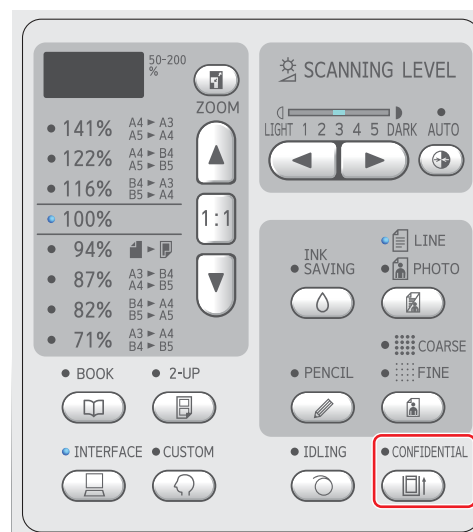 50-200
%
ZOOM
141% A4 ► A3
A5 ► A4
122% A4 ► B4
A5 ► B5
116% B4 ► A3
B5 ► A4
100%
94%
87% A3 ► B4
A4 ► B5
82% B4 ► A4
B5 ► A5
71% A3 ► A4
B4 ► B5
1:1
SCANNING LEVEL
LIGHT 1 2 3 4 5 DARK AUTO
INK
SAVING
LINE
PHOTO
COARSE
PENCIL
FINE
BOOK
2-UP
INTERFACE
CUSTOM
IDLING
CONFIDENTIAL